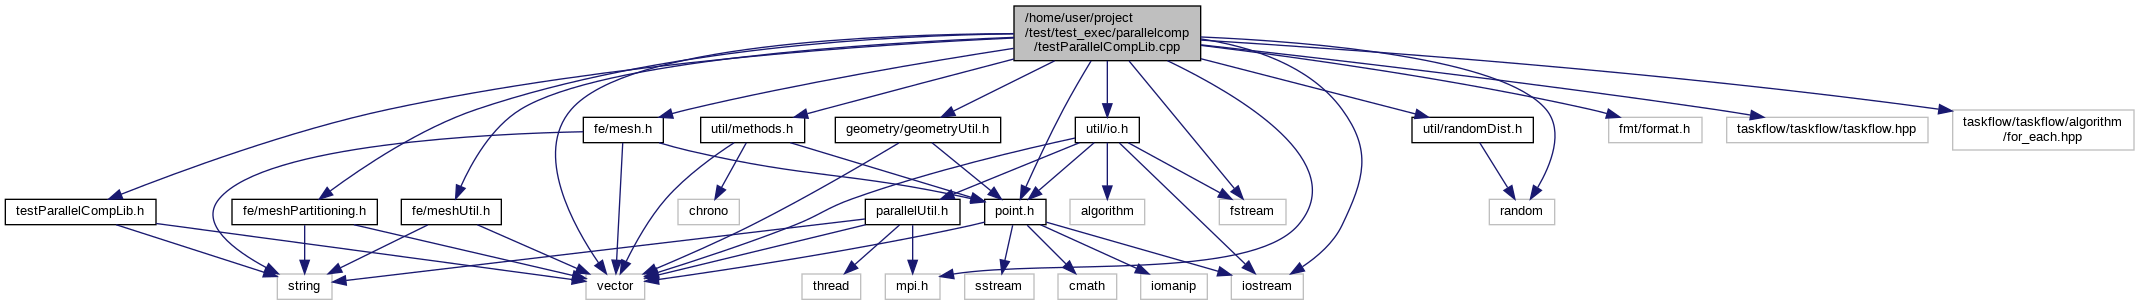 /home/user/project
/test/test_exec/parallelcomp
/testParallelCompLib.cpp
fe/mesh.h
util/methods.h
geometry/geometryUtil.h
util/io.h
util/randomDist.h
fmt/format.h
taskflow/taskflow/taskflow.hpp
taskflow/taskflow/algorithm
/for_each.hpp
testParallelCompLib.h
fe/meshPartitioning.h
fe/meshUtil.h
chrono
parallelUtil.h
point.h
algorithm
fstream
random
string
vector
thread
mpi.h
sstream
cmath
iomanip
iostream